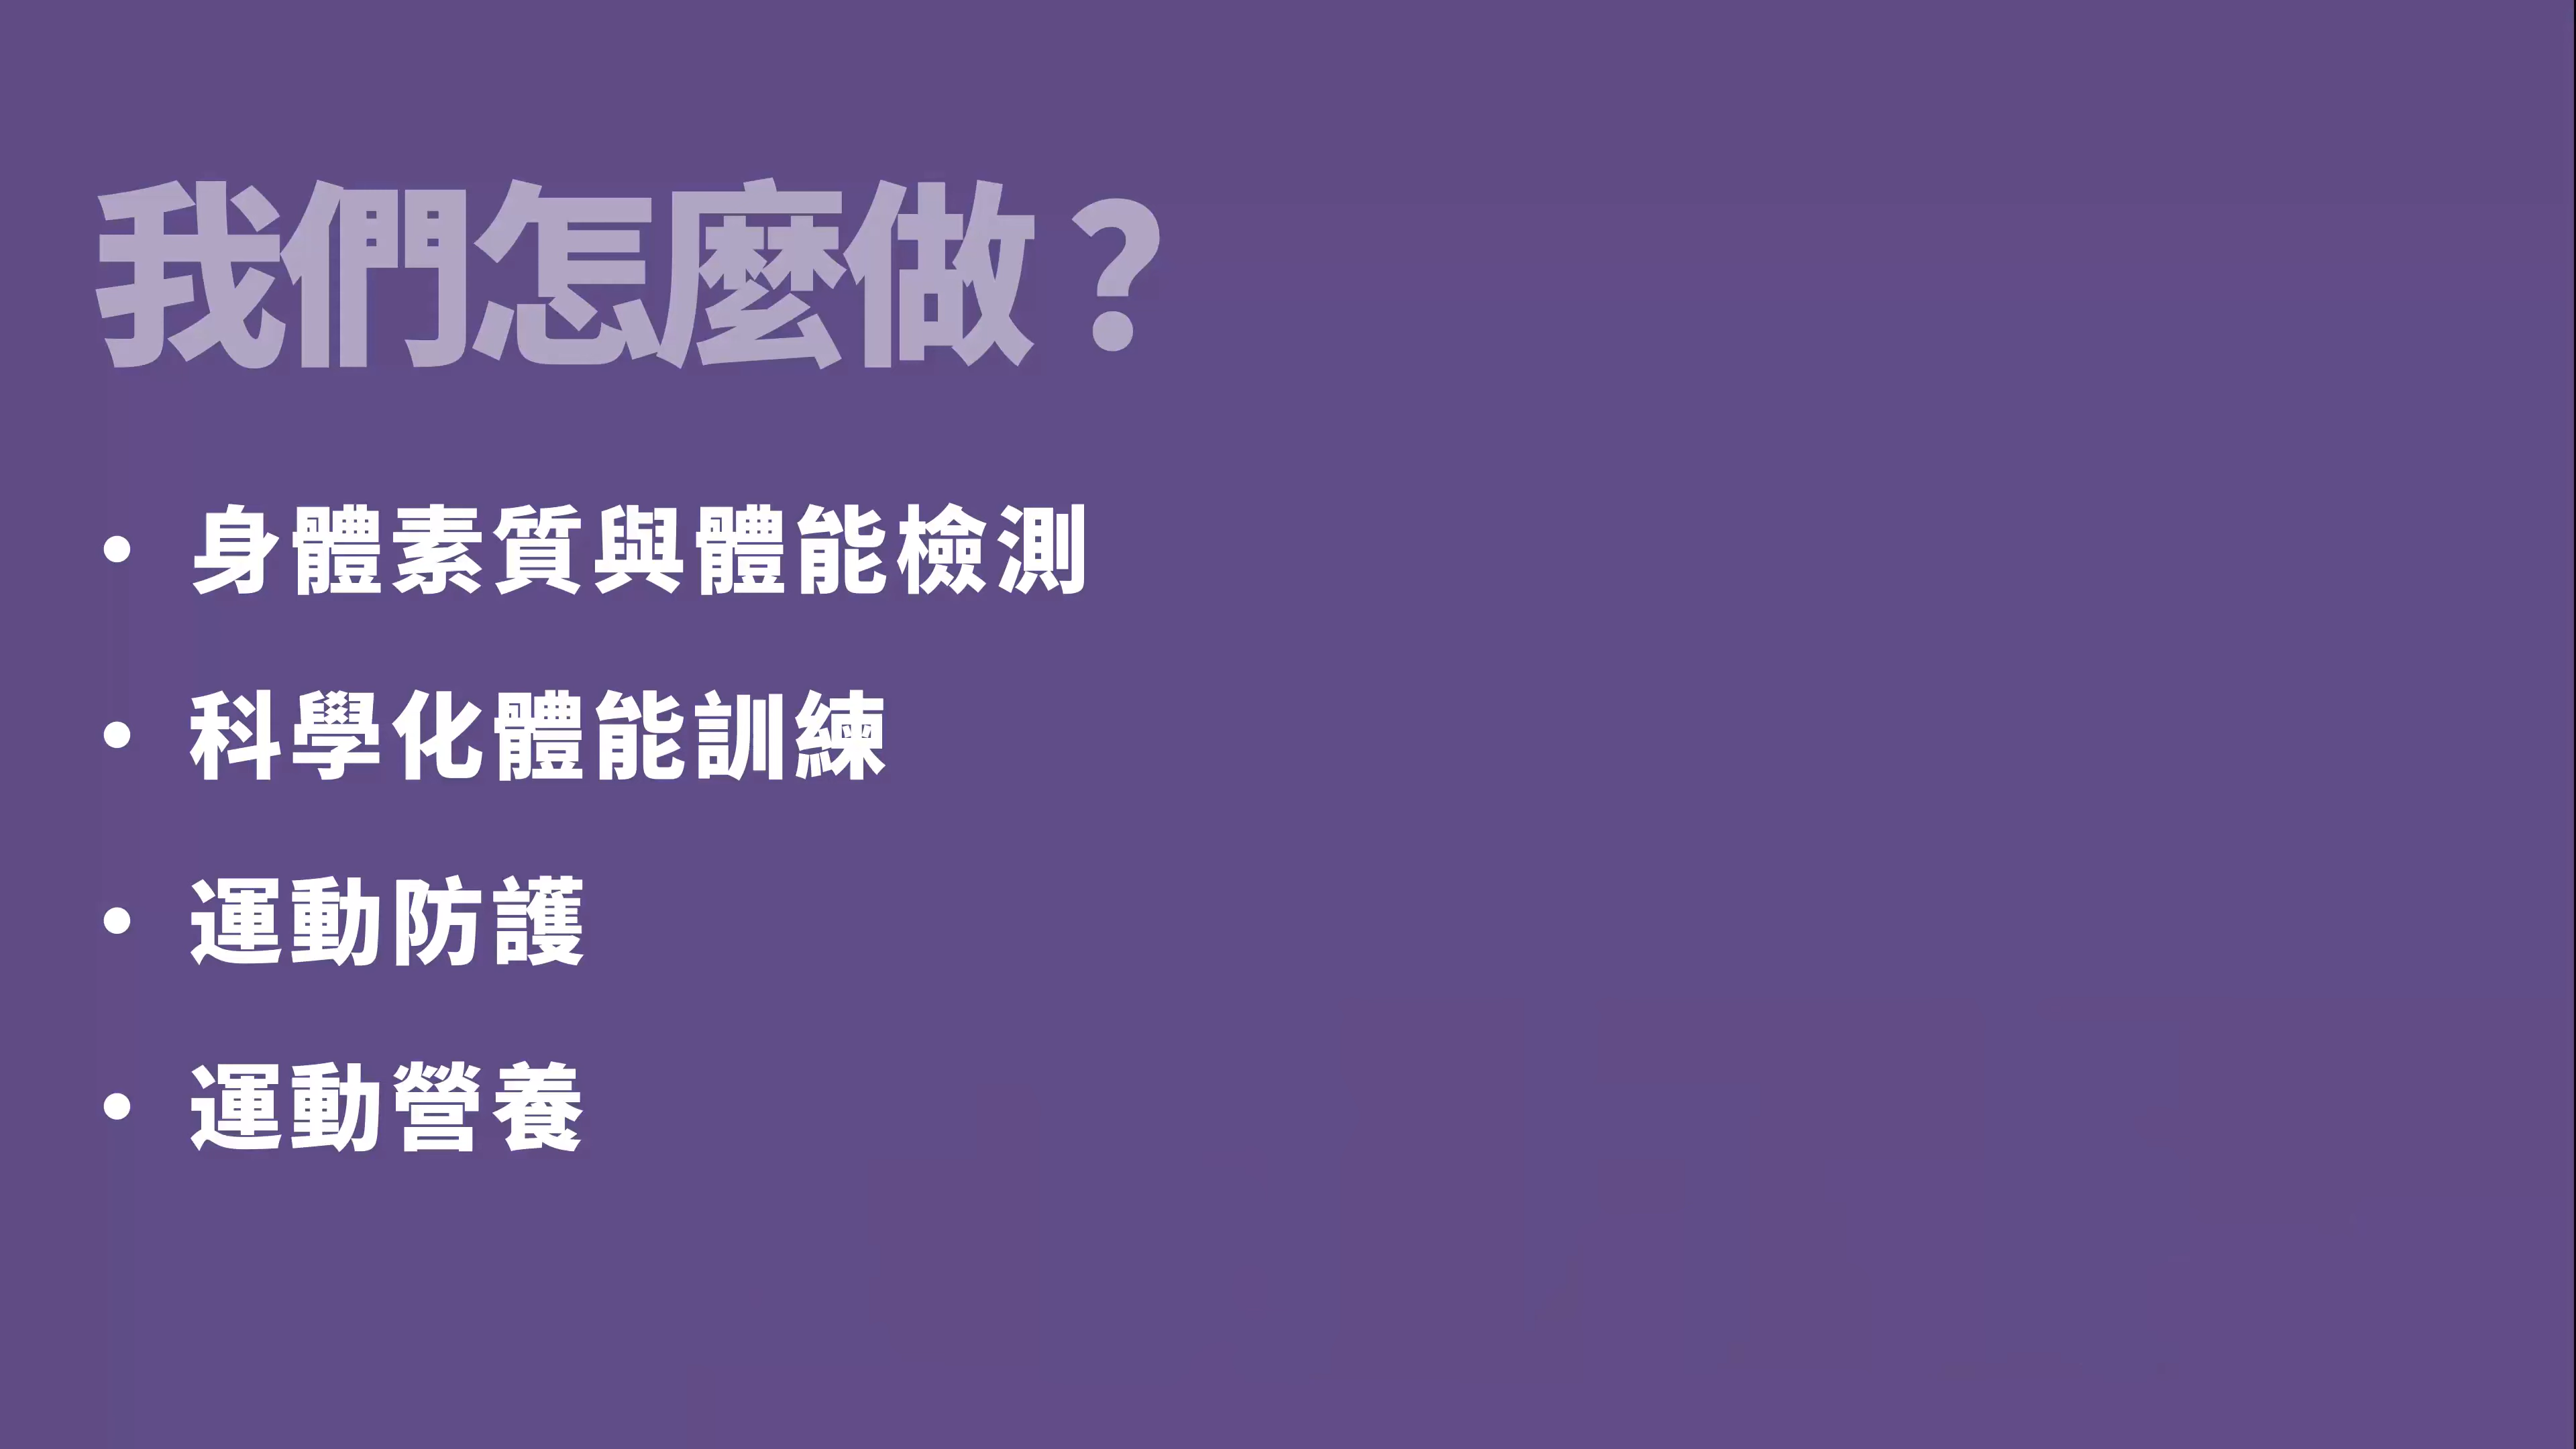 我們怎麼做？
• 身體素質與體能檢測
• 科學化體能訓練
• 運動防護
• 運動營養